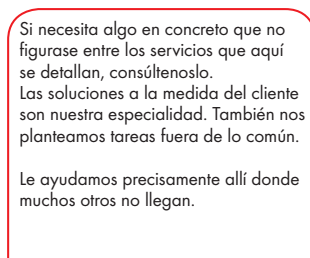 Si necesita algo en concreto que no
figurase entre los servicios que aquí
se detallan, consúltenoslo.
Las soluciones a la medida del cliente
son nuestra especialidad. También nos
planteamos tareas fuera de lo común.
Le ayudamos precisamente allí donde
muchos otros no llegan.